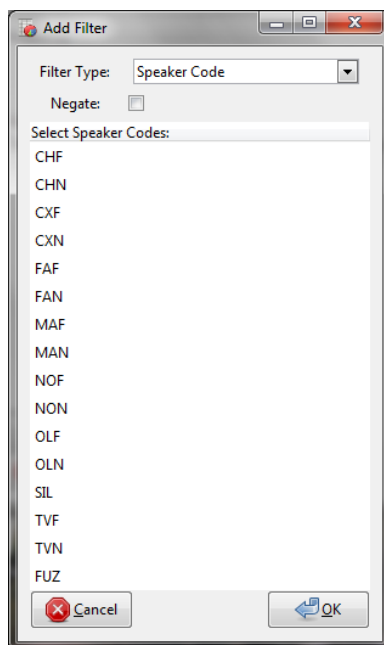 Add Filter
Filter Type: Speaker Code
Negate:
Select Speaker Codes:
CHF
CHN
CXF
CXN
FAF
FAN
MAF
MAN
NOF
NON
OLF
OLN
SIL
TVF
TVN
FUZ
Cancel OK